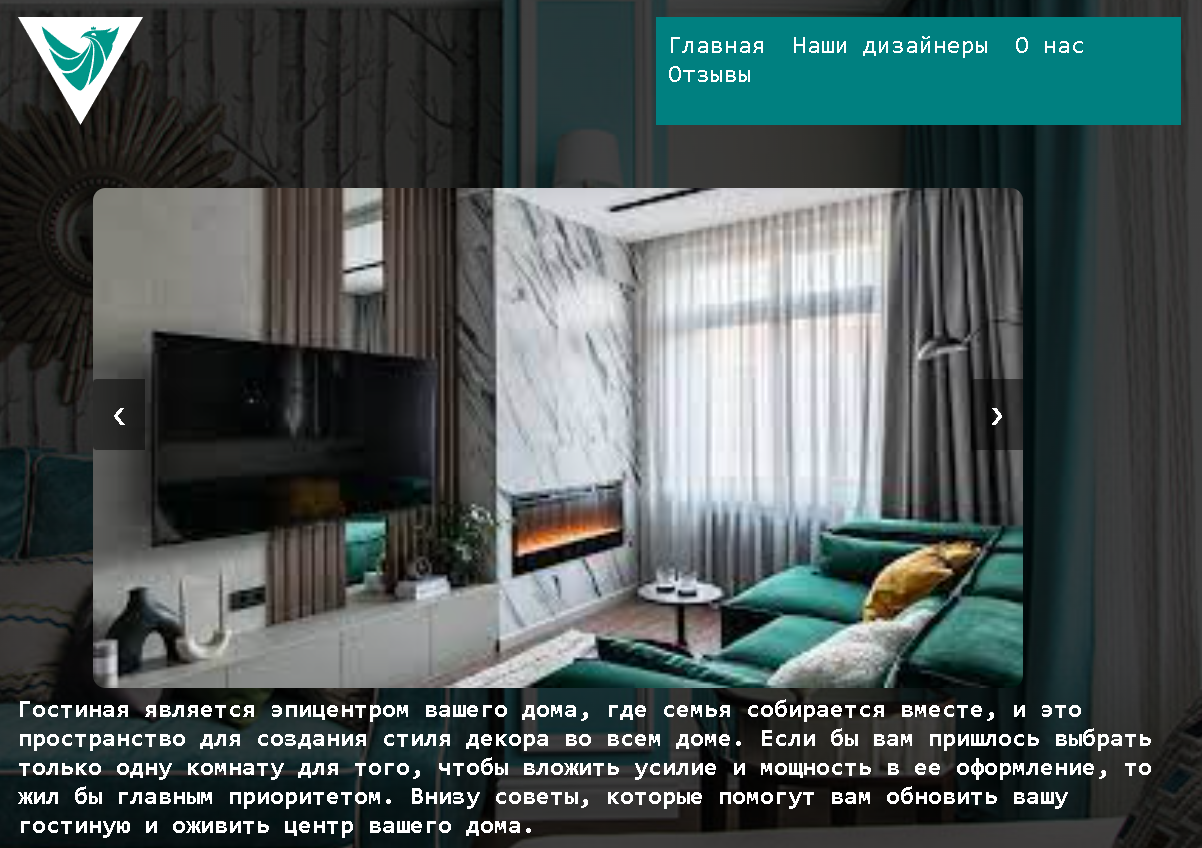 Главная Наши дизайнеры О нас
Отзывы
‹ ›
Гостиная является эпицентром вашего дома, где семья собирается вместе, и это
пространство для создания стиля декора во всем доме. Если бы вам пришлось выбрать
только одну комнату для того, чтобы вложить усилие и мощность в ее оформление, то
жил бы главным приоритетом. Внизу советы, которые помогут вам обновить вашу
гостиную и оживить центр вашего дома.